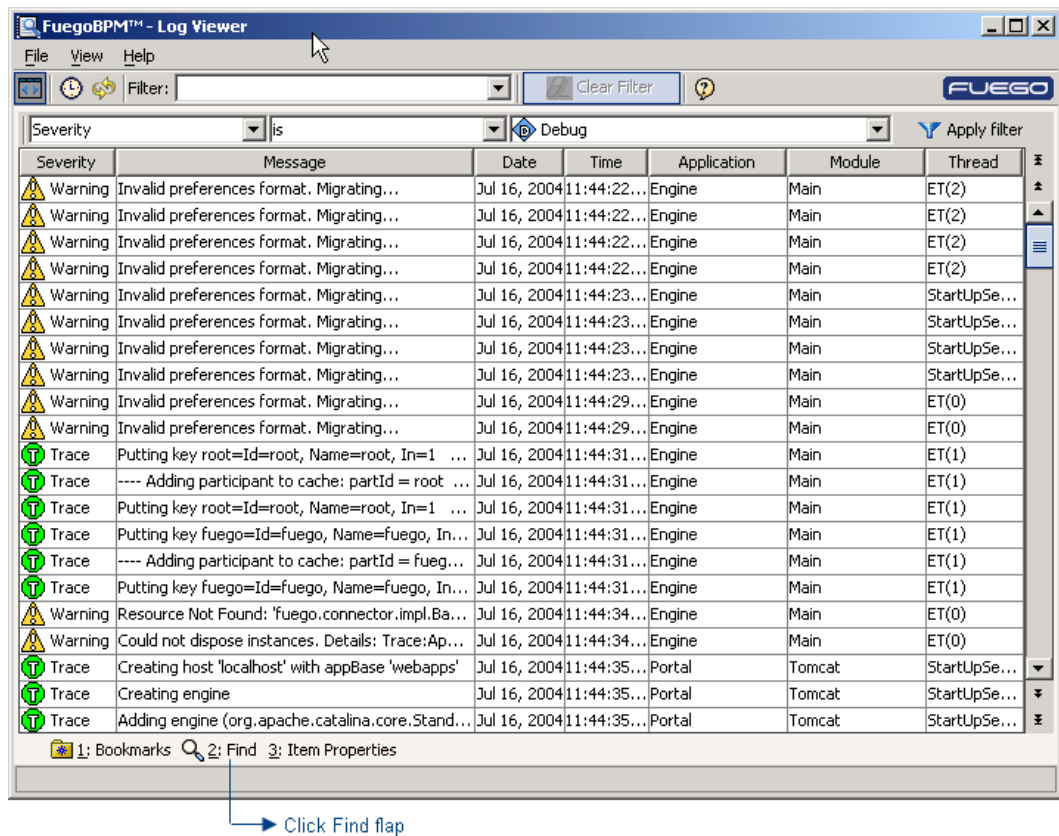 FuegoBPM™ - Log Viewer
File View Help
Filter: Clear Filter FUEGO
Severity is Debug Apply filter
Severity Message Date Time Application Module Thread
Warning Invalid preferences format. Migrating... Jul 16, 2004 11:44:22... Engine Main ET(2)
Warning Invalid preferences format. Migrating... Jul 16, 2004 11:44:22... Engine Main ET(2)
Warning Invalid preferences format. Migrating... Jul 16, 2004 11:44:22... Engine Main ET(2)
Warning Invalid preferences format. Migrating... Jul 16, 2004 11:44:22... Engine Main ET(2)
Warning Invalid preferences format. Migrating... Jul 16, 2004 11:44:23... Engine Main StartUpSe...
Warning Invalid preferences format. Migrating... Jul 16, 2004 11:44:23... Engine Main StartUpSe...
Warning Invalid preferences format. Migrating... Jul 16, 2004 11:44:23... Engine Main StartUpSe...
Warning Invalid preferences format. Migrating... Jul 16, 2004 11:44:23... Engine Main StartUpSe...
Warning Invalid preferences format. Migrating... Jul 16, 2004 11:44:29... Engine Main ET(0)
Warning Invalid preferences format. Migrating... Jul 16, 2004 11:44:29... Engine Main ET(0)
T Trace Putting key root=Id=root, Name=root, In=1 ... Jul 16, 2004 11:44:31... Engine Main ET(1)
T Trace ---- Adding participant to cache: partId = root ... Jul 16, 2004 11:44:31... Engine Main ET(1)
T Trace Putting key root=Id=root, Name=root, In=1 ... Jul 16, 2004 11:44:31... Engine Main ET(1)
T Trace Putting key fuego=Id=fuego, Name=fuego, In... Jul 16, 2004 11:44:31... Engine Main ET(1)
T Trace ---- Adding participant to cache: partId = fueg... Jul 16, 2004 11:44:31... Engine Main ET(1)
T Trace Putting key fuego=Id=fuego, Name=fuego, In... Jul 16, 2004 11:44:31... Engine Main ET(1)
Warning Resource Not Found: 'fuego.connector.impl.Ba... Jul 16, 2004 11:44:34... Engine Main ET(0)
Warning Could not dispose instances. Details: Trace:Ap... Jul 16, 2004 11:44:34... Engine Main ET(0)
T Trace Creating host 'localhost' with appBase 'webapps' Jul 16, 2004 11:44:35... Portal Tomcat StartUpSe...
T Trace Creating engine Jul 16, 2004 11:44:35... Portal Tomcat StartUpSe...
T Trace Adding engine (org.apache.catalina.core.Stand... Jul 16, 2004 11:44:35... Portal Tomcat StartUpSe...
1: Bookmarks 2: Find 3: Item Properties
Click Find flap